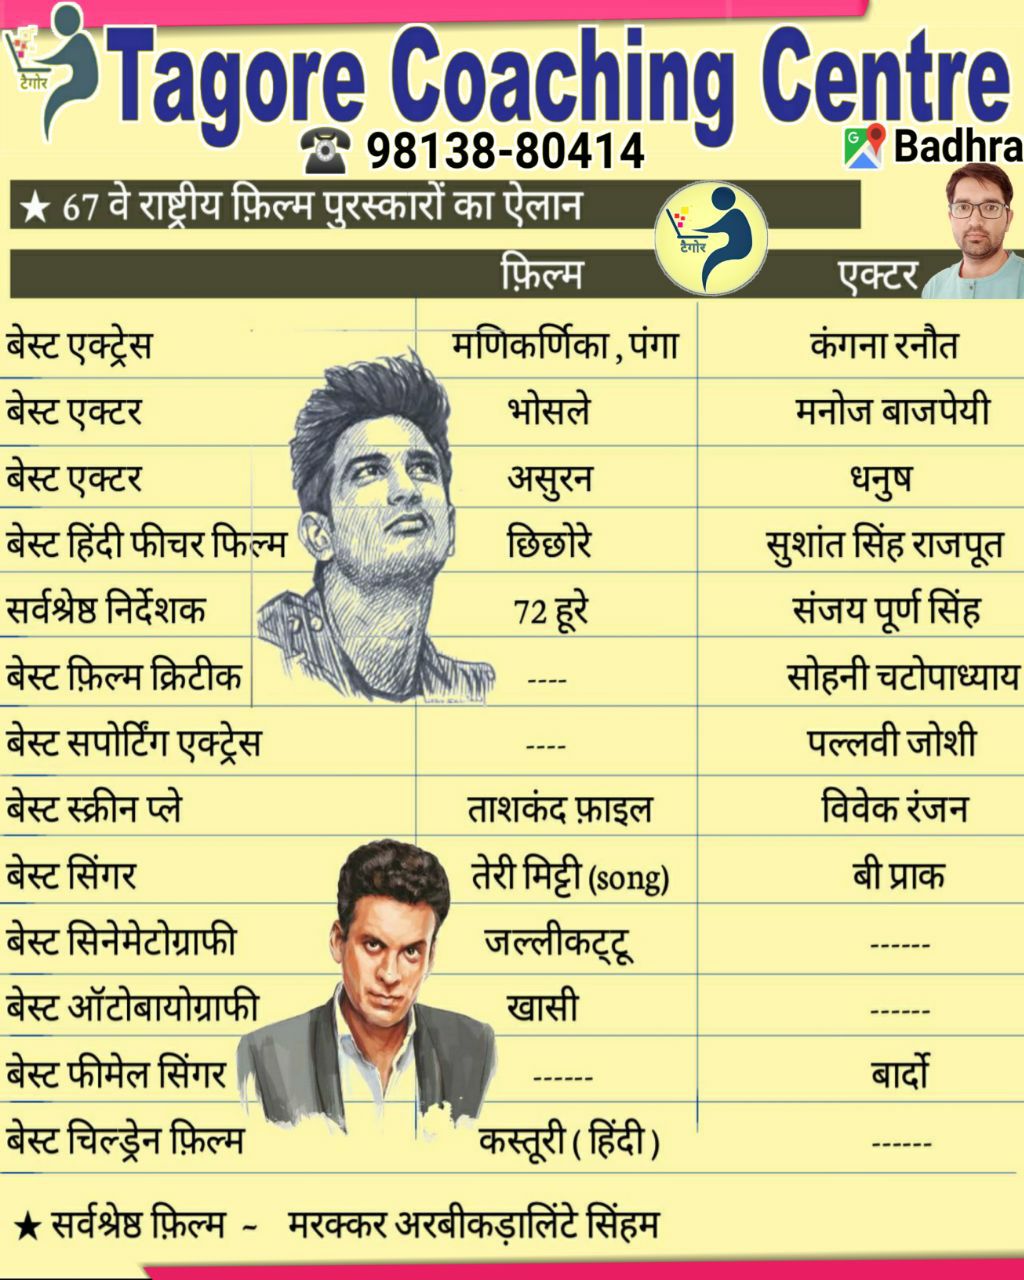 टैगोर
Tagore Coaching Centre
98138-80414
Badhra
★ 67 वे राष्ट्रीय फ़िल्म पुरस्कारों का ऐलान
टैगोर
फ़िल्म एक्टर
बेस्ट एक्ट्रेस मणिकर्णिका , पंगा कंगना रनौत
बेस्ट एक्टर भोसले मनोज बाजपेयी
बेस्ट एक्टर असुरन धनुष
बेस्ट हिंदी फीचर फिल्म छिछोरे सुशांत सिंह राजपूत
सर्वश्रेष्ठ निर्देशक 72 हूरे संजय पूर्ण सिंह
बेस्ट फ़िल्म क्रिटीक ---- सोहनी चटोपाध्याय
बेस्ट सपोर्टिंग एक्ट्रेस ---- पल्लवी जोशी
बेस्ट स्क्रीन प्ले ताशकंद फ़ाइल विवेक रंजन
बेस्ट सिंगर तेरी मिट्टी (song) बी प्राक
बेस्ट सिनेमेटोग्राफी जल्लीकट्टू ------
बेस्ट ऑटोबायोग्राफी खासी ------
बेस्ट फीमेल सिंगर ------ बार्दो
बेस्ट चिल्ड्रेन फ़िल्म कस्तूरी ( हिंदी ) ------
★ सर्वश्रेष्ठ फ़िल्म ~ मरक्कर अरबीकड़ालिंटे सिंहम